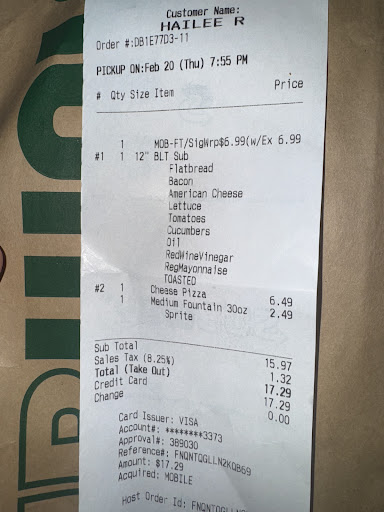 Customer Name:
HAILEE R
Order #:DB1E77D3-11
PICKUP ON:Feb 20 (Thu) 7:55 PM
# Qty Size Item Price
1 MOB-FT/SigWrp$6.99(w/Ex 6.99
#1 1 12" BLT Sub
Flatbread
Bacon
American Cheese
Lettuce
Tomatoes
Cucumbers
Oil
RedWineVinegar
RegMayonnaise
TOASTED
#2 1 Cheese Pizza 6.49
1 Medium Fountain 30oz 2.49
Sprite
Sub Total 15.97
Sales Tax (8.25%) 1.32
Total (Take Out) 17.29
Credit Card 17.29
Change 0.00
Card Issuer: VISA
Account#: ********3373
Approval#: 389030
Reference#: FNQNTQGLLN2KQB69
Amount: $17.29
Acquired: MOBILE
Host Order Id: